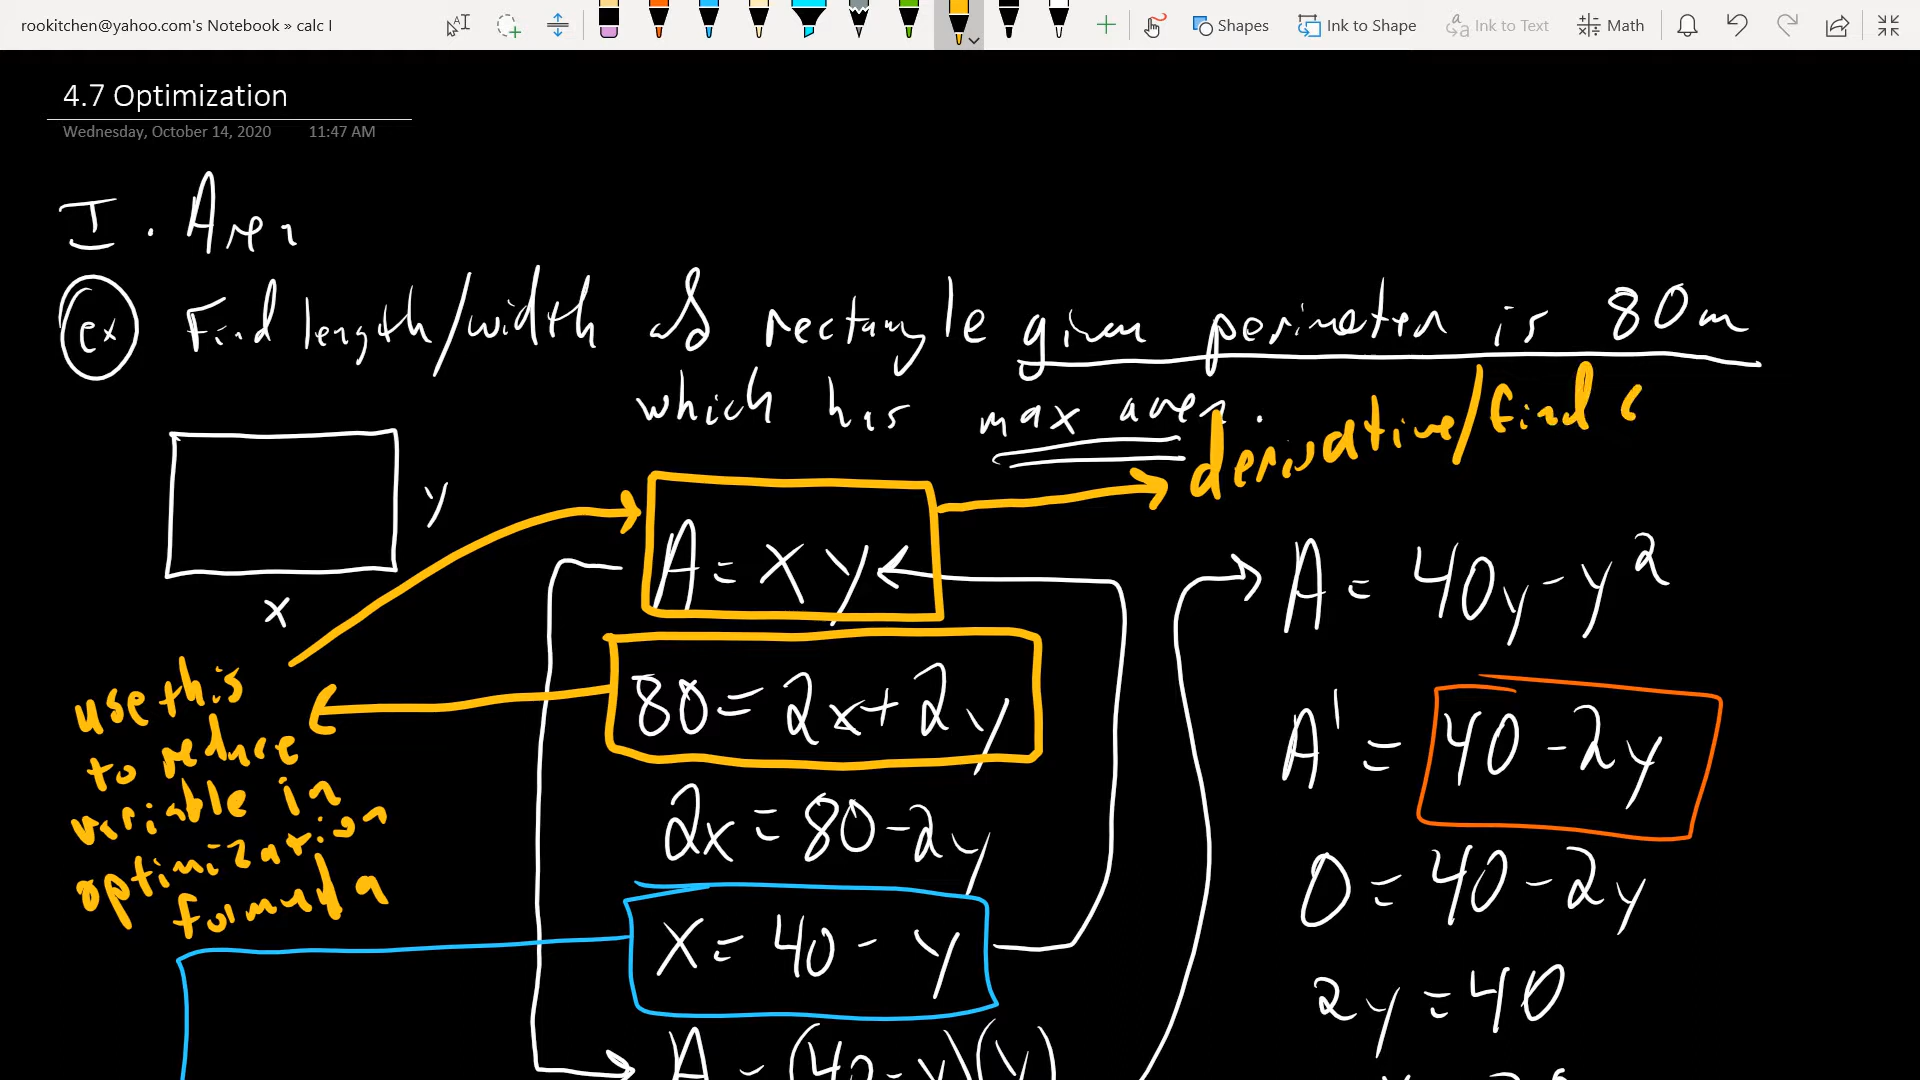 rookitchen@yahoo.com's Notebook » calc I
Shapes
Ink to Shape
Ink to Text
Math
4.7 Optimization
Wednesday, October 14, 2020 11:47 AM
I. Area
ex Find length/width of rectangle given perimeter is 80m
which has max area.
derivative/find c
y
x
A = xy
80 = 2x + 2y
2x = 80 - 2y
x = 40 - y
A = (40 - y)(y)
use this
to reduce
variable in
optimization
formula
A = 40y - y²
A' = 40 - 2y
0 = 40 - 2y
2y = 40